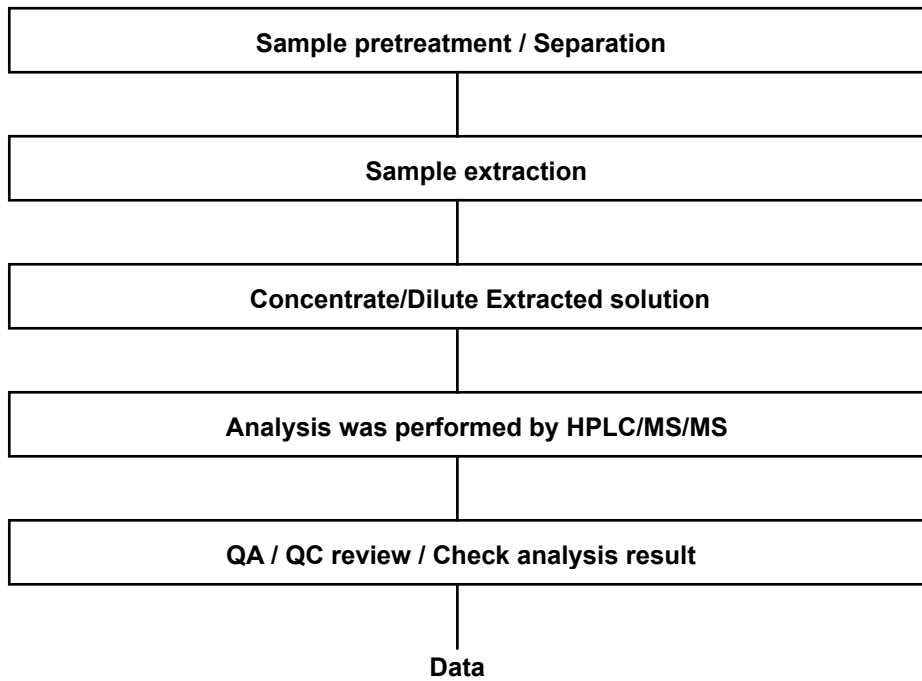 Sample pretreatment / Separation
Sample extraction
Concentrate/Dilute Extracted solution
Analysis was performed by HPLC/MS/MS
QA / QC review / Check analysis result
Data